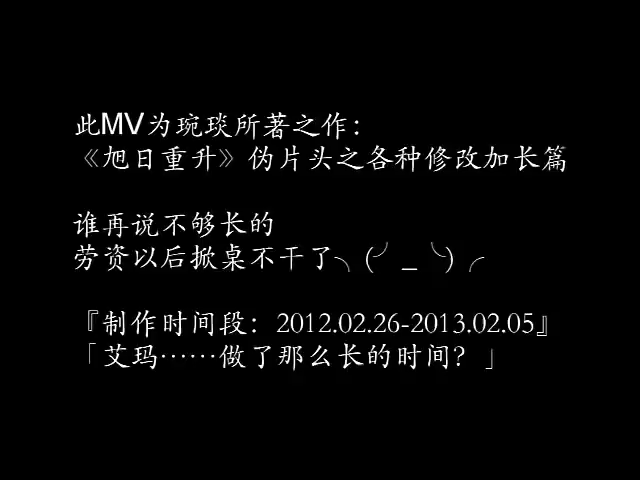 此MV为琬琰所著之作：
《旭日重升》伪片头之各种修改加长篇
谁再说不够长的
劳资以后掀桌不干了╮(╯_╰)╭
『制作时间段：2012.02.26-2013.02.05』
「艾玛……做了那么长的时间？」